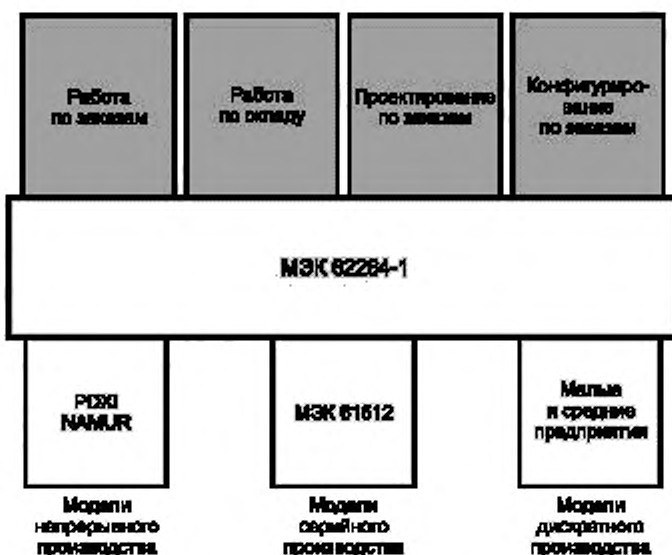 Работа
по заказам
Работа
по складу
Проектирование
по заказам
Конфигуриро-
вание
по заказам
МЭК 62264-1
NAMUR
МЭК 61512
Малые
и средние
предприятия
Модели
непрерывного
производства
Модели
серийного
производства
Модели
дискретного
производства